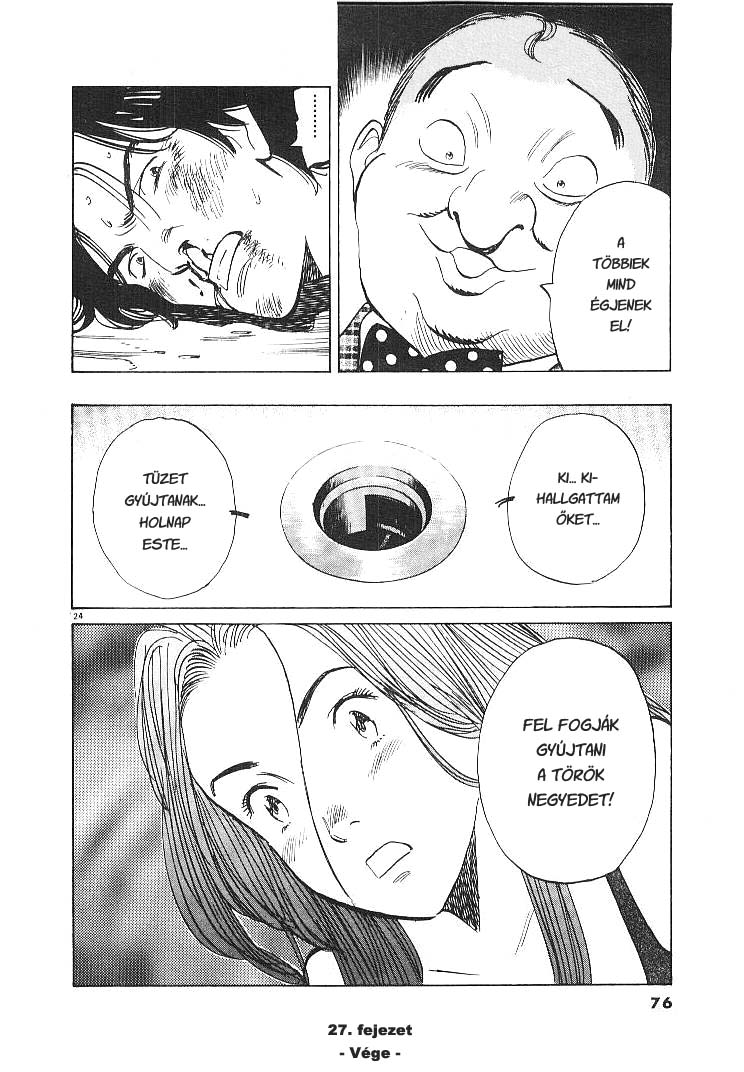 .........
A
TÖBBIEK
MIND
ÉGJENEK
EL!
TÜZET
GYÚJTANAK...
HOLNAP
ESTE...
KI... KI-
HALLGATTAM
ŐKET...
24
FEL FOGJÁK
GYÚJTANI
A TÖRÖK
NEGYEDET!
76
27. fejezet
- Vége -